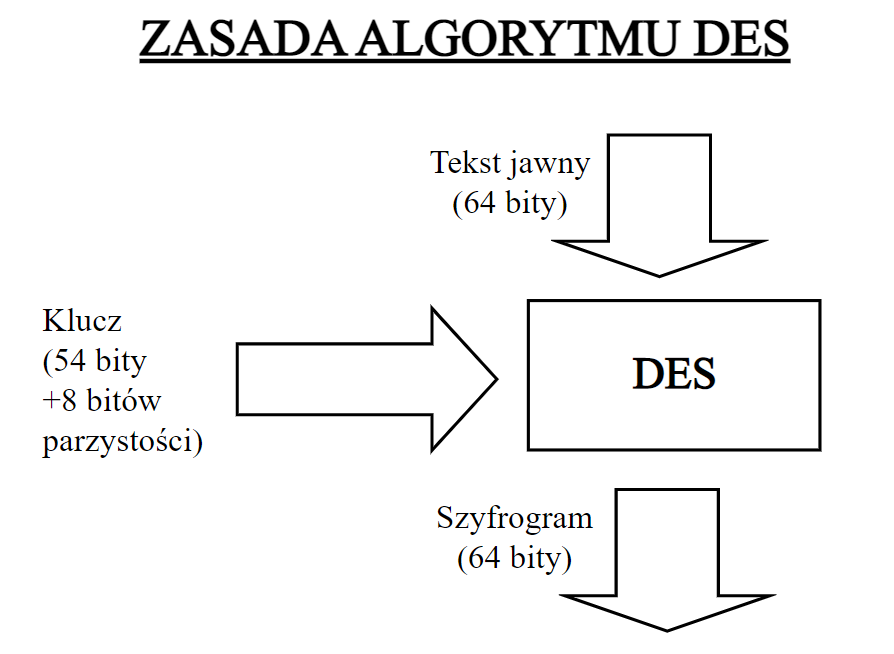 ZASADA ALGORYTMU DES
Tekst jawny
(64 bity)
Klucz
(54 bity
+8 bitów
parzystości)
DES
Szyfrogram
(64 bity)